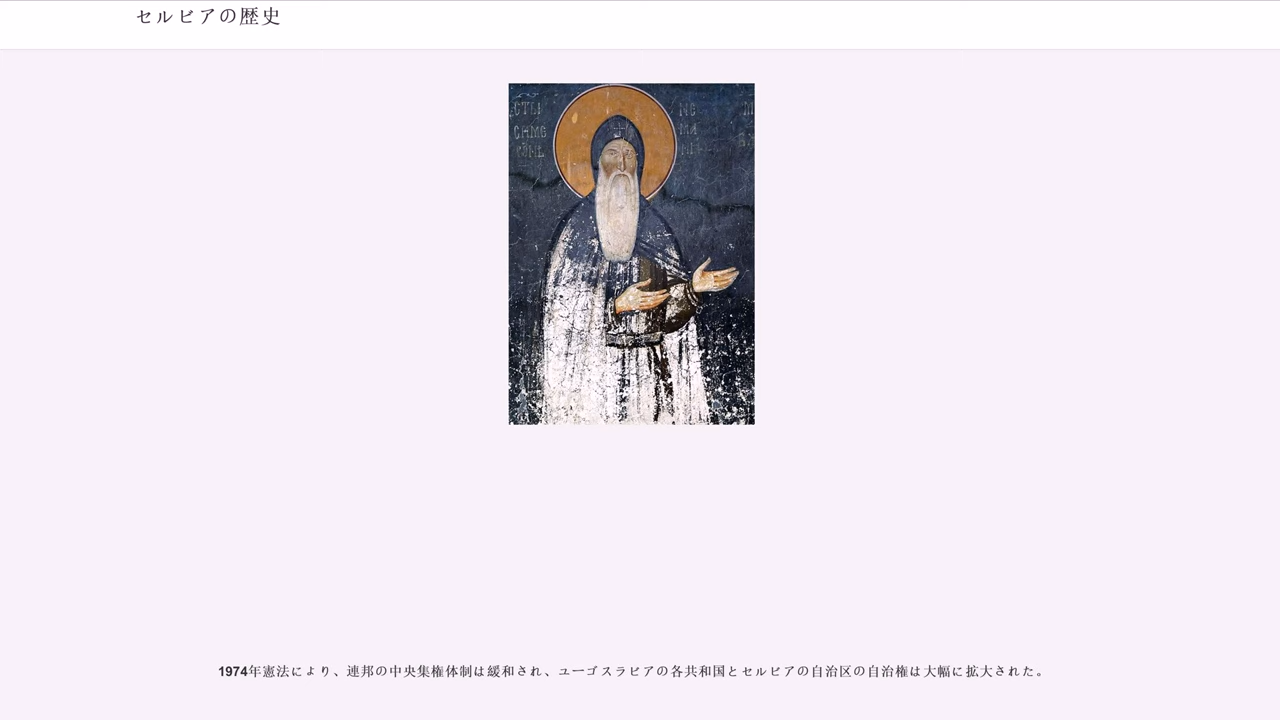 セルビアの歴史
1974年憲法により、連邦の中央集権体制は緩和され、ユーゴスラビアの各共和国とセルビアの自治区の自治権は大幅に拡大された。